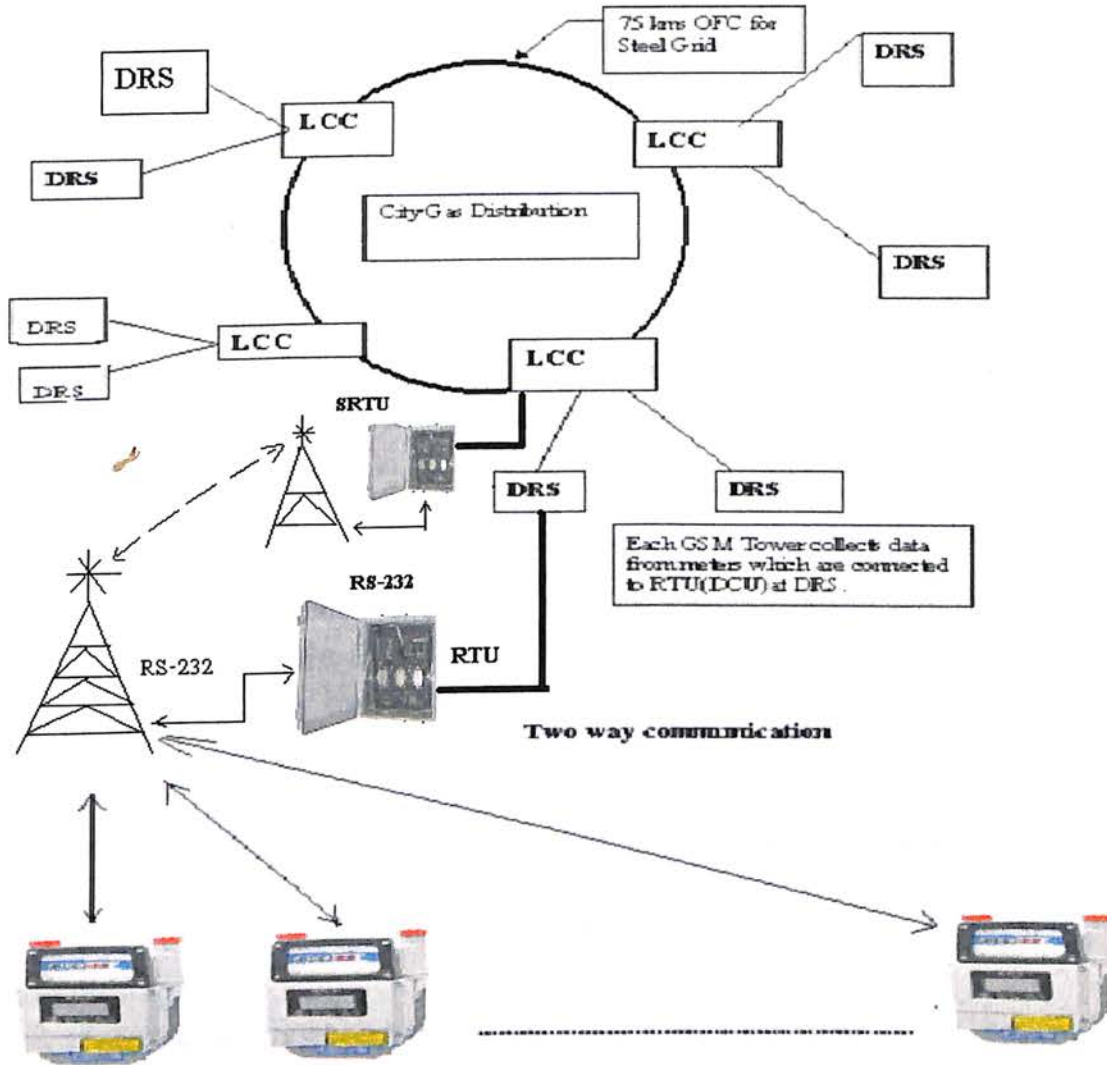 75 kms OFC for
Steel Grid
DRS
DRS
LCC
LCC
DRS
City Gas Distribution
DRS
DRS
LCC
LCC
DRS
SRTU
DRS
DRS
Each GSM Tower collects data
from meters which are connected
to RTU(DCU) at DRS.
RS-232
RS-232
RTU
Two way communication